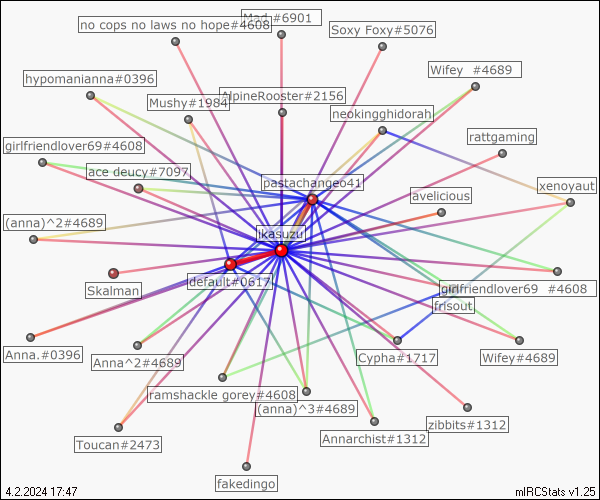 no cops no laws no hope#4608
#6901
Soxy Foxy#5076
Wifey #4689
hypomanianna#0396
AlpineRooster#2156
Mushy#1984
neokingghidorah
rattgaming
girlfriendlover69#4608
ace deucy#7097
pastachangeo41
xenoyaut
avelicious
(anna)^2#4689
ikasuzu
Skalman
default#0617
girlfriendlover69 #4608
frisout
Anna.#0396
Anna^2#4689
Cypha#1717
Wifey#4689
ramshackle gorey#4608
(anna)^3#4689
zibbits#1312
Toucan#2473
Annarchist#1312
fakedingo
4.2.2024 17:47
mIRCStats v1.25